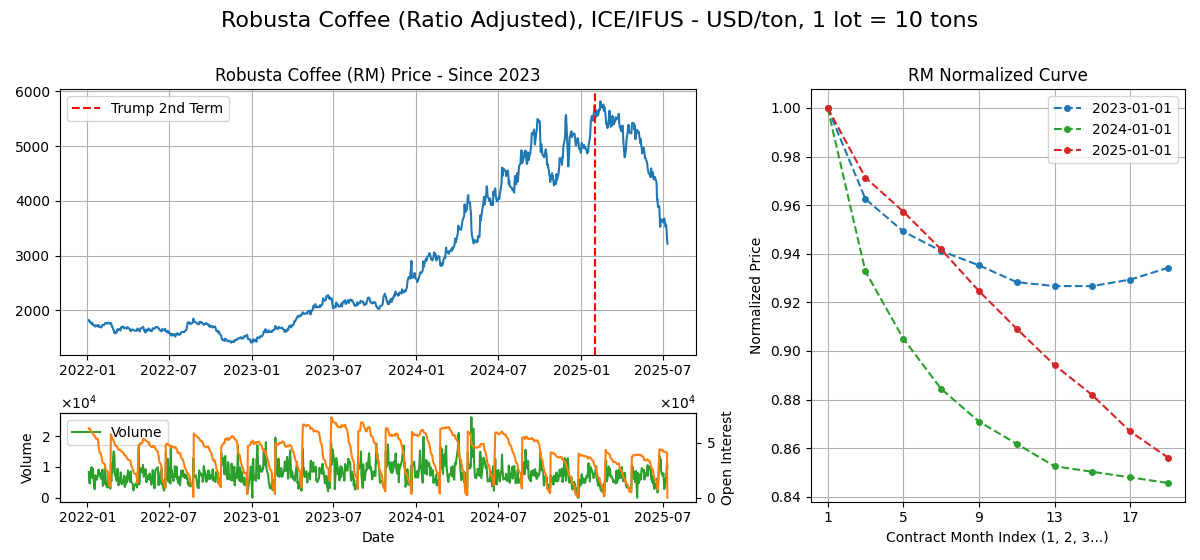 Robusta Coffee (Ratio Adjusted), ICE/IFUS - USD/ton, 1 lot = 10 tons
Robusta Coffee (RM) Price - Since 2023
6000
5000
4000
3000
2000
Trump 2nd Term
2022-01 2022-07 2023-01 2023-07 2024-01 2024-07 2025-01 2025-07
×10⁴ ×10⁴
Volume
2
1
0
Volume
5
0
Open Interest
2022-01 2022-07 2023-01 2023-07 2024-01 2024-07 2025-01 2025-07
Date
RM Normalized Curve
1.00
0.98
0.96
0.94
0.92
0.90
0.88
0.86
0.84
Normalized Price
2023-01-01
2024-01-01
2025-01-01
1 5 9 13 17
Contract Month Index (1, 2, 3...)